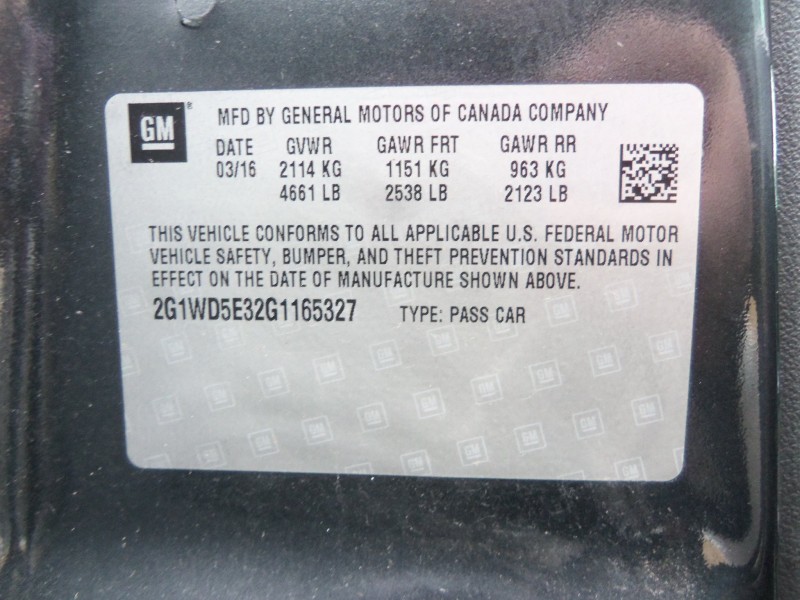 GM ® MFD BY GENERAL MOTORS OF CANADA COMPANY
DATE GVWR GAWR FRT GAWR RR
03/16 2114 KG 1151 KG 963 KG
4661 LB 2538 LB 2123 LB
THIS VEHICLE CONFORMS TO ALL APPLICABLE U.S. FEDERAL MOTOR
VEHICLE SAFETY, BUMPER, AND THEFT PREVENTION STANDARDS IN
EFFECT ON THE DATE OF MANUFACTURE SHOWN ABOVE.
2G1WD5E32G1165327 TYPE: PASS CAR